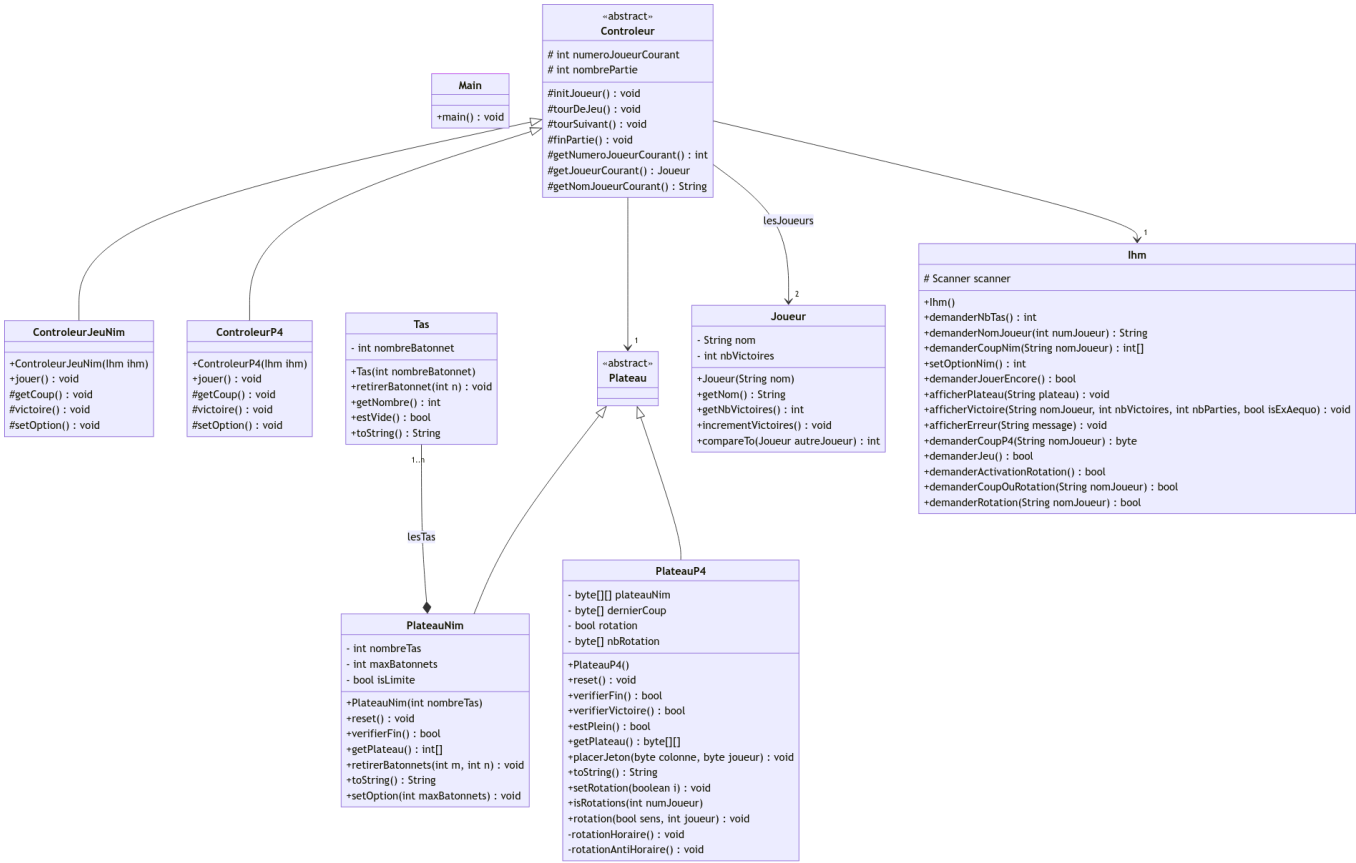 «abstract»
Controleur
# int numeroJoueurCourant
# int nombrePartie
#initJoueur() : void
#tourDeJeu() : void
#tourSuivant() : void
#finPartie() : void
#getNumeroJoueurCourant() : int
#getJoueurCourant() : Joueur
#getNomJoueurCourant() : String
Main
+main() : void
lesJoueurs
1
Ihm
# Scanner scanner
+Ihm()
+demanderNbTas() : int
+demanderNomJoueur(int numJoueur) : String
+demanderCoupNim(String nomJoueur) : int[]
+setOptionNim() : int
+demanderJouerEncore() : bool
+afficherPlateau(String plateau) : void
+afficherVictoire(String nomJoueur, int nbVictoires, int nbParties, bool isExAequo) : void
+afficherErreur(String message) : void
+demanderCoupP4(String nomJoueur) : byte
+demanderJeu() : bool
+demanderActivationRotation() : bool
+demanderCoupOuRotation(String nomJoueur) : bool
+demanderRotation(String nomJoueur) : bool
2
Joueur
- String nom
- int nbVictoires
+Joueur(String nom)
+getNom() : String
+getNbVictoires() : int
+incrementVictoires() : void
+compareTo(Joueur autreJoueur) : int
ControleurJeuNim
+ControleurJeuNim(Ihm ihm)
+jouer() : void
#getCoup() : void
#victoire() : void
#setOption() : void
ControleurP4
+ControleurP4(Ihm ihm)
+jouer() : void
#getCoup() : void
#victoire() : void
#setOption() : void
Tas
- int nombreBatonnet
+Tas(int nombreBatonnet)
+retirerBatonnet(int n) : void
+getNombre() : int
+estVide() : bool
+toString() : String
1
«abstract»
Plateau
1..n
lesTas
PlateauNim
- int nombreTas
- int maxBatonnets
- bool isLimite
+PlateauNim(int nombreTas)
+reset() : void
+verifierFin() : bool
+getPlateau() : int[]
+retirerBatonnets(int m, int n) : void
+toString() : String
+setOption(int maxBatonnets) : void
PlateauP4
- byte[][] plateauNim
- byte[] dernierCoup
- bool rotation
- byte[] nbRotation
+PlateauP4()
+reset() : void
+verifierFin() : bool
+verifierVictoire() : bool
+estPlein() : bool
+getPlateau() : byte[][]
+placerJeton(byte colonne, byte joueur) : void
+toString() : String
+setRotation(boolean i) : void
+isRotations(int numJoueur)
+rotation(bool sens, int joueur) : void
-rotationHoraire() : void
-rotationAntiHoraire() : void